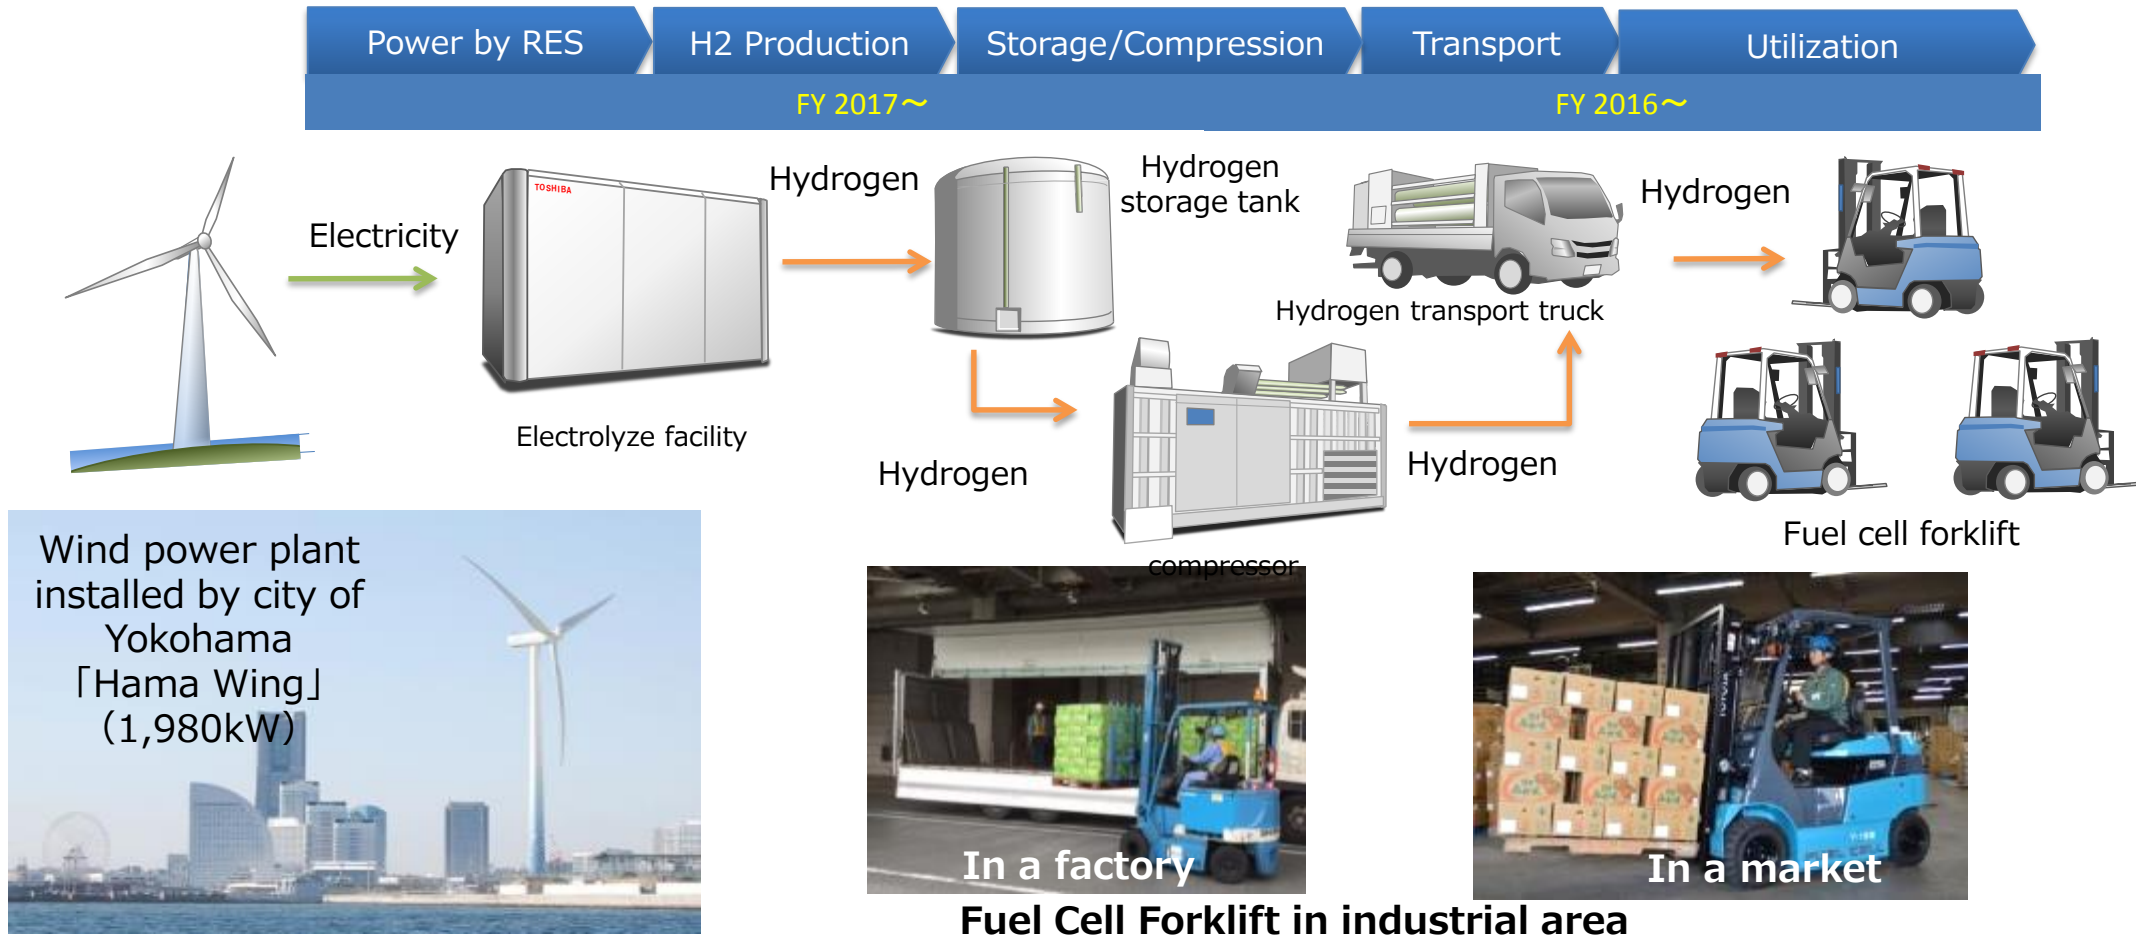 Power by RES
H2 Production
Storage/Compression
Transport
Utilization
FY 2017～
FY 2016～
Electricity
TOSHIBA
Hydrogen
Hydrogen
storage tank
Hydrogen
Hydrogen transport truck
Electrolyze facility
Hydrogen
Hydrogen
compressor
Fuel cell forklift
Wind power plant
installed by city of
Yokohama
「Hama Wing」
（1,980kW）
In a factory
TOYOTA
In a market
Fuel Cell Forklift in industrial area